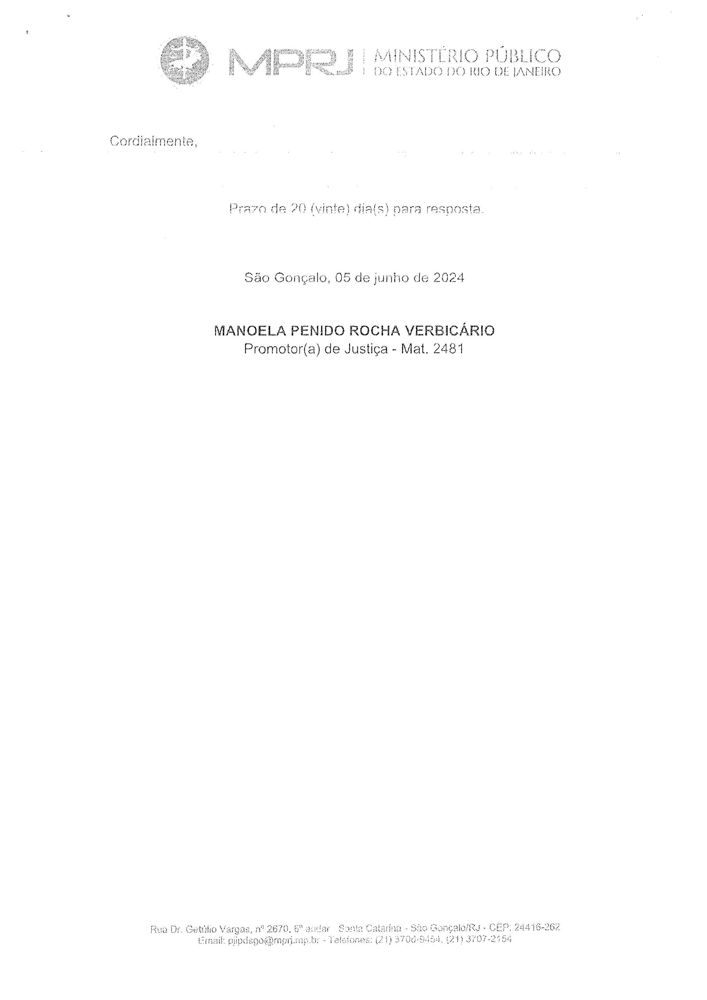 MPRJ MINISTÉRIO PÚBLICO
DO ESTADO DO RIO DE JANEIRO
Cordialmente,
Prazo de 20 (vinte) dia(s) para resposta.
São Gonçalo, 05 de junho de 2024
MANOELA PENIDO ROCHA VERBICÁRIO
Promotor(a) de Justiça - Mat. 2481
Rua Dr. Getúlio Vargas, nº 2670, andar Santa Catarina - São Gonçalo/RJ - CEP: 24416-262
Email: pjipdsgo@mprj.mp.br - Telefones: (21) (21) 3707-2154